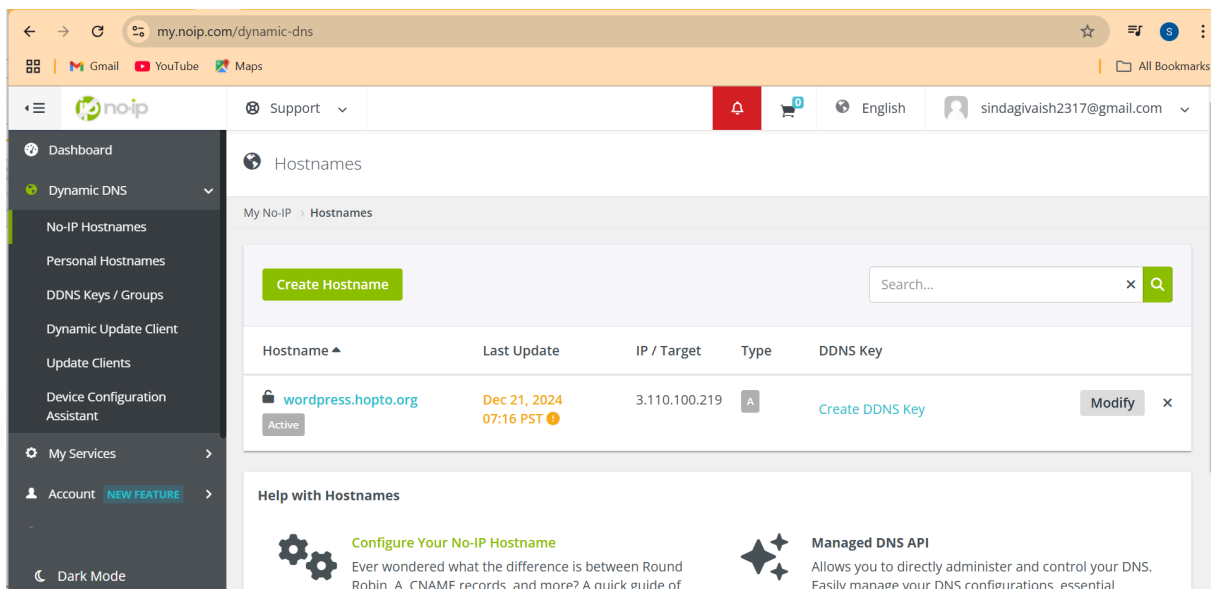 my.noip.com/dynamic-dns
S
Gmail YouTube Maps
All Bookmarks
no-ip
Support
0
English
sindagivaish2317@gmail.com
Dashboard
Dynamic DNS
No-IP Hostnames
Personal Hostnames
DDNS Keys / Groups
Dynamic Update Client
Update Clients
Device Configuration
Assistant
My Services
Account NEW FEATURE
Dark Mode
Hostnames
My No-IP > Hostnames
Create Hostname
Search...
Hostname Last Update IP / Target Type DDNS Key
wordpress.hopto.org Dec 21, 2024 3.110.100.219 A Create DDNS Key Modify
Active 07:16 PST
Help with Hostnames
Configure Your No-IP Hostname
Ever wondered what the difference is between Round
Robin, A, CNAME records, and more? A quick guide of
Managed DNS API
Allows you to directly administer and control your DNS.
Easily manage your DNS configurations, essential